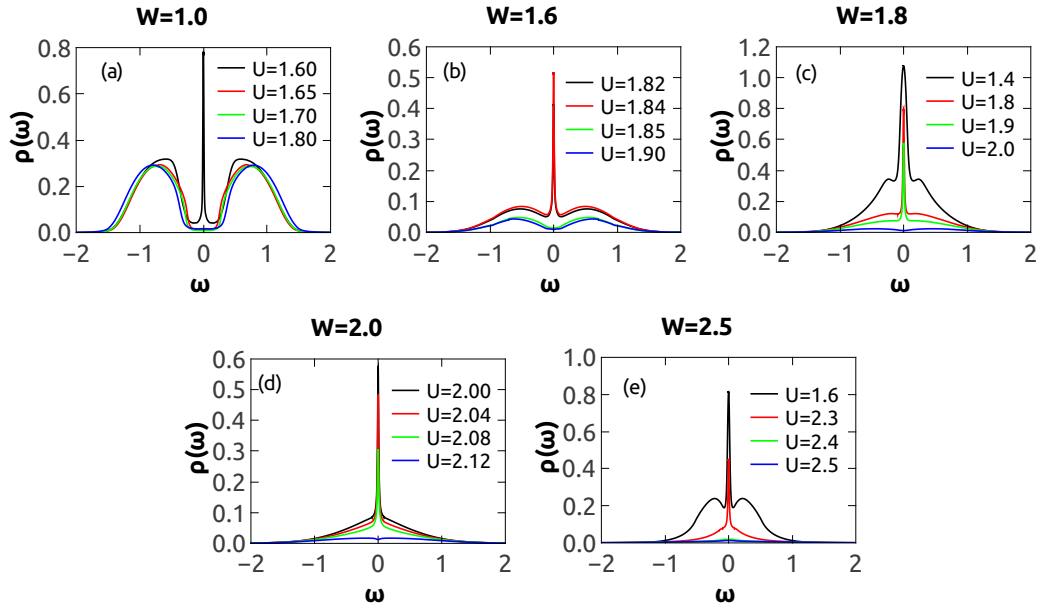 W=1.0
(a)
U=1.60
U=1.65
U=1.70
U=1.80
0.8
0.6
0.4
0.2
0.0
ρ(ω)
−2 −1 0 1 2
ω
W=1.6
(b)
U=1.82
U=1.84
U=1.85
U=1.90
0.6
0.5
0.4
0.3
0.2
0.1
0.0
ρ(ω)
−2 −1 0 1 2
ω
W=1.8
(c)
U=1.4
U=1.8
U=1.9
U=2.0
1.2
1.0
0.8
0.6
0.4
0.2
0.0
ρ(ω)
−2 −1 0 1 2
ω
W=2.0
(d)
U=2.00
U=2.04
U=2.08
U=2.12
0.6
0.5
0.4
0.3
0.2
0.1
0.0
ρ(ω)
−2 −1 0 1 2
ω
W=2.5
(e)
U=1.6
U=2.3
U=2.4
U=2.5
1.0
0.8
0.6
0.4
0.2
0.0
ρ(ω)
−2 −1 0 1 2
ω